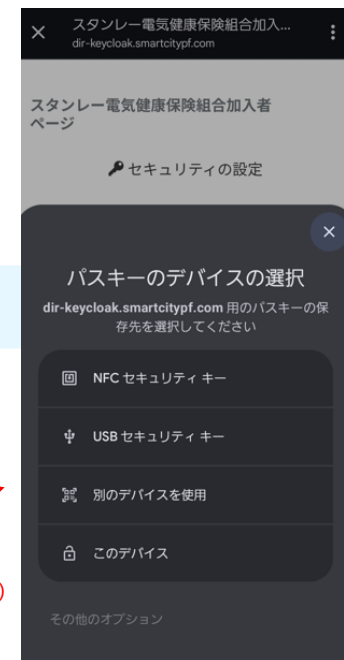 スタンレー電気健康保険組合加入...
dir-keycloak.smartcitypf.com
スタンレー電気健康保険組合加入者
ページ
セキュリティの設定
パスキーのデバイスの選択
dir-keycloak.smartcitypf.com 用のパスキーの保
存先を選択してください
NFC セキュリティ キー
USB セキュリティ キー
別のデバイスを使用
このデバイス
その他のオプション